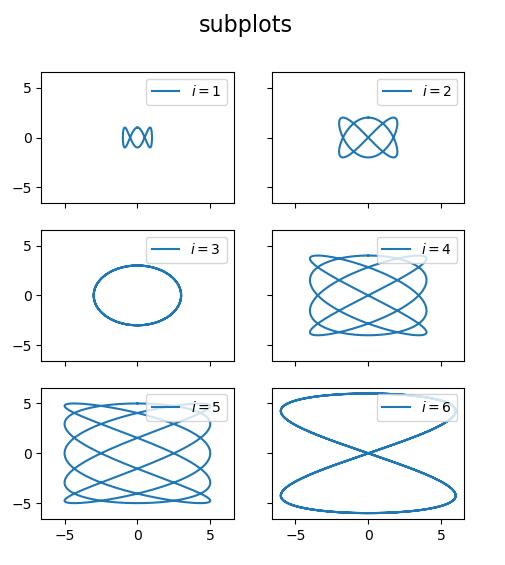 subplots
5
0
−5
i = 1
i = 2
5
0
−5
i = 3
i = 4
5
0
−5
i = 5
i = 6
−5 0 5
−5 0 5